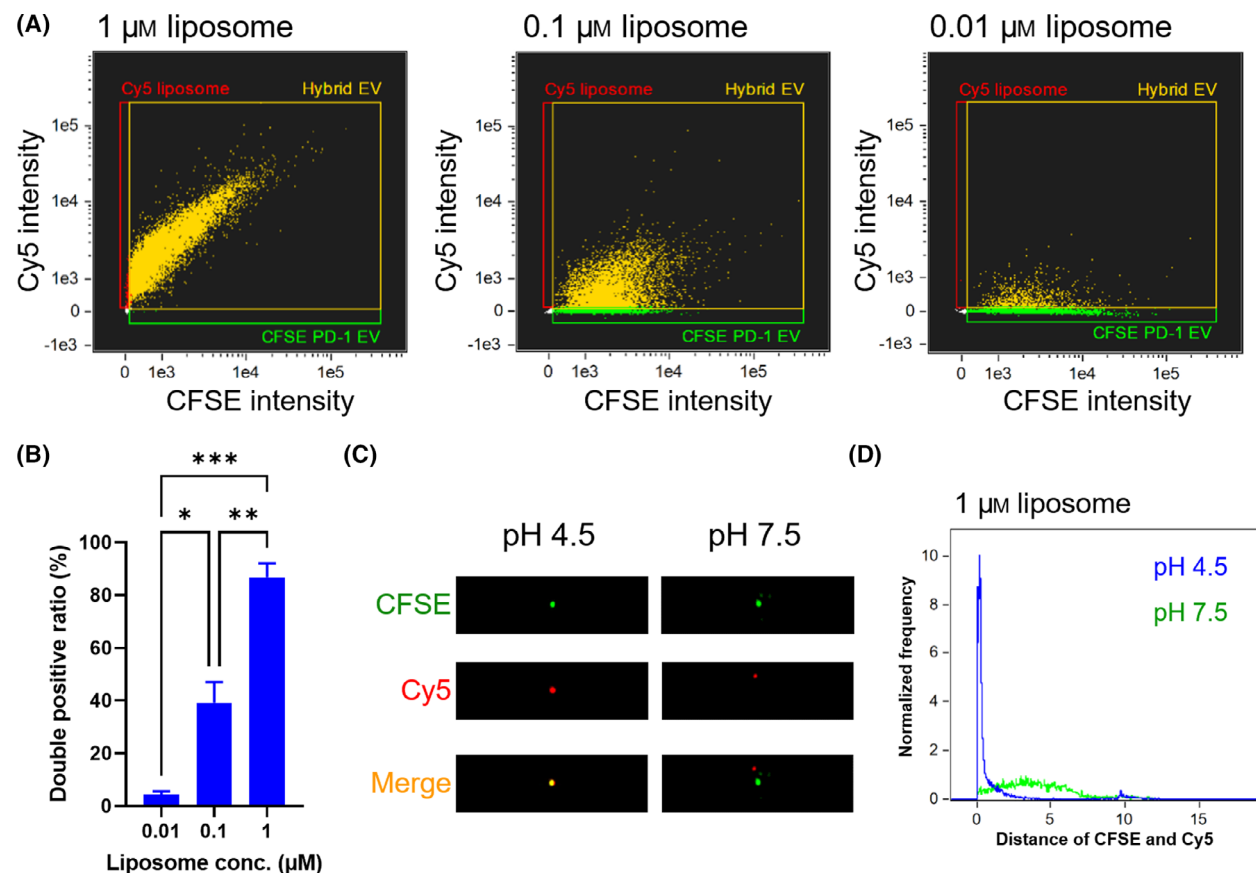 (A)
1 µM liposome
0.1 µM liposome
0.01 µM liposome
Cy5 liposome
Hybrid EV
CFSE PD-1 EV
1e5
1e4
1e3
0
-1e3
Cy5 intensity
0
1e3
1e4
1e5
CFSE intensity
Cy5 liposome
Hybrid EV
CFSE PD-1 EV
1e5
1e4
1e3
0
-1e3
Cy5 intensity
0
1e3
1e4
1e5
CFSE intensity
Cy5 liposome
Hybrid EV
CFSE PD-1 EV
1e5
1e4
1e3
0
-1e3
Cy5 intensity
0
1e3
1e4
1e5
CFSE intensity
(B)
***
*
**
100
80
60
40
20
0
Double positive ratio (%)
0.01
0.1
1
Liposome conc. (µM)
(C)
pH 4.5
pH 7.5
CFSE
Cy5
Merge
(D)
1 µM liposome
pH 4.5
pH 7.5
10
8
6
4
2
0
Normalized frequency
0
5
10
15
Distance of CFSE and Cy5